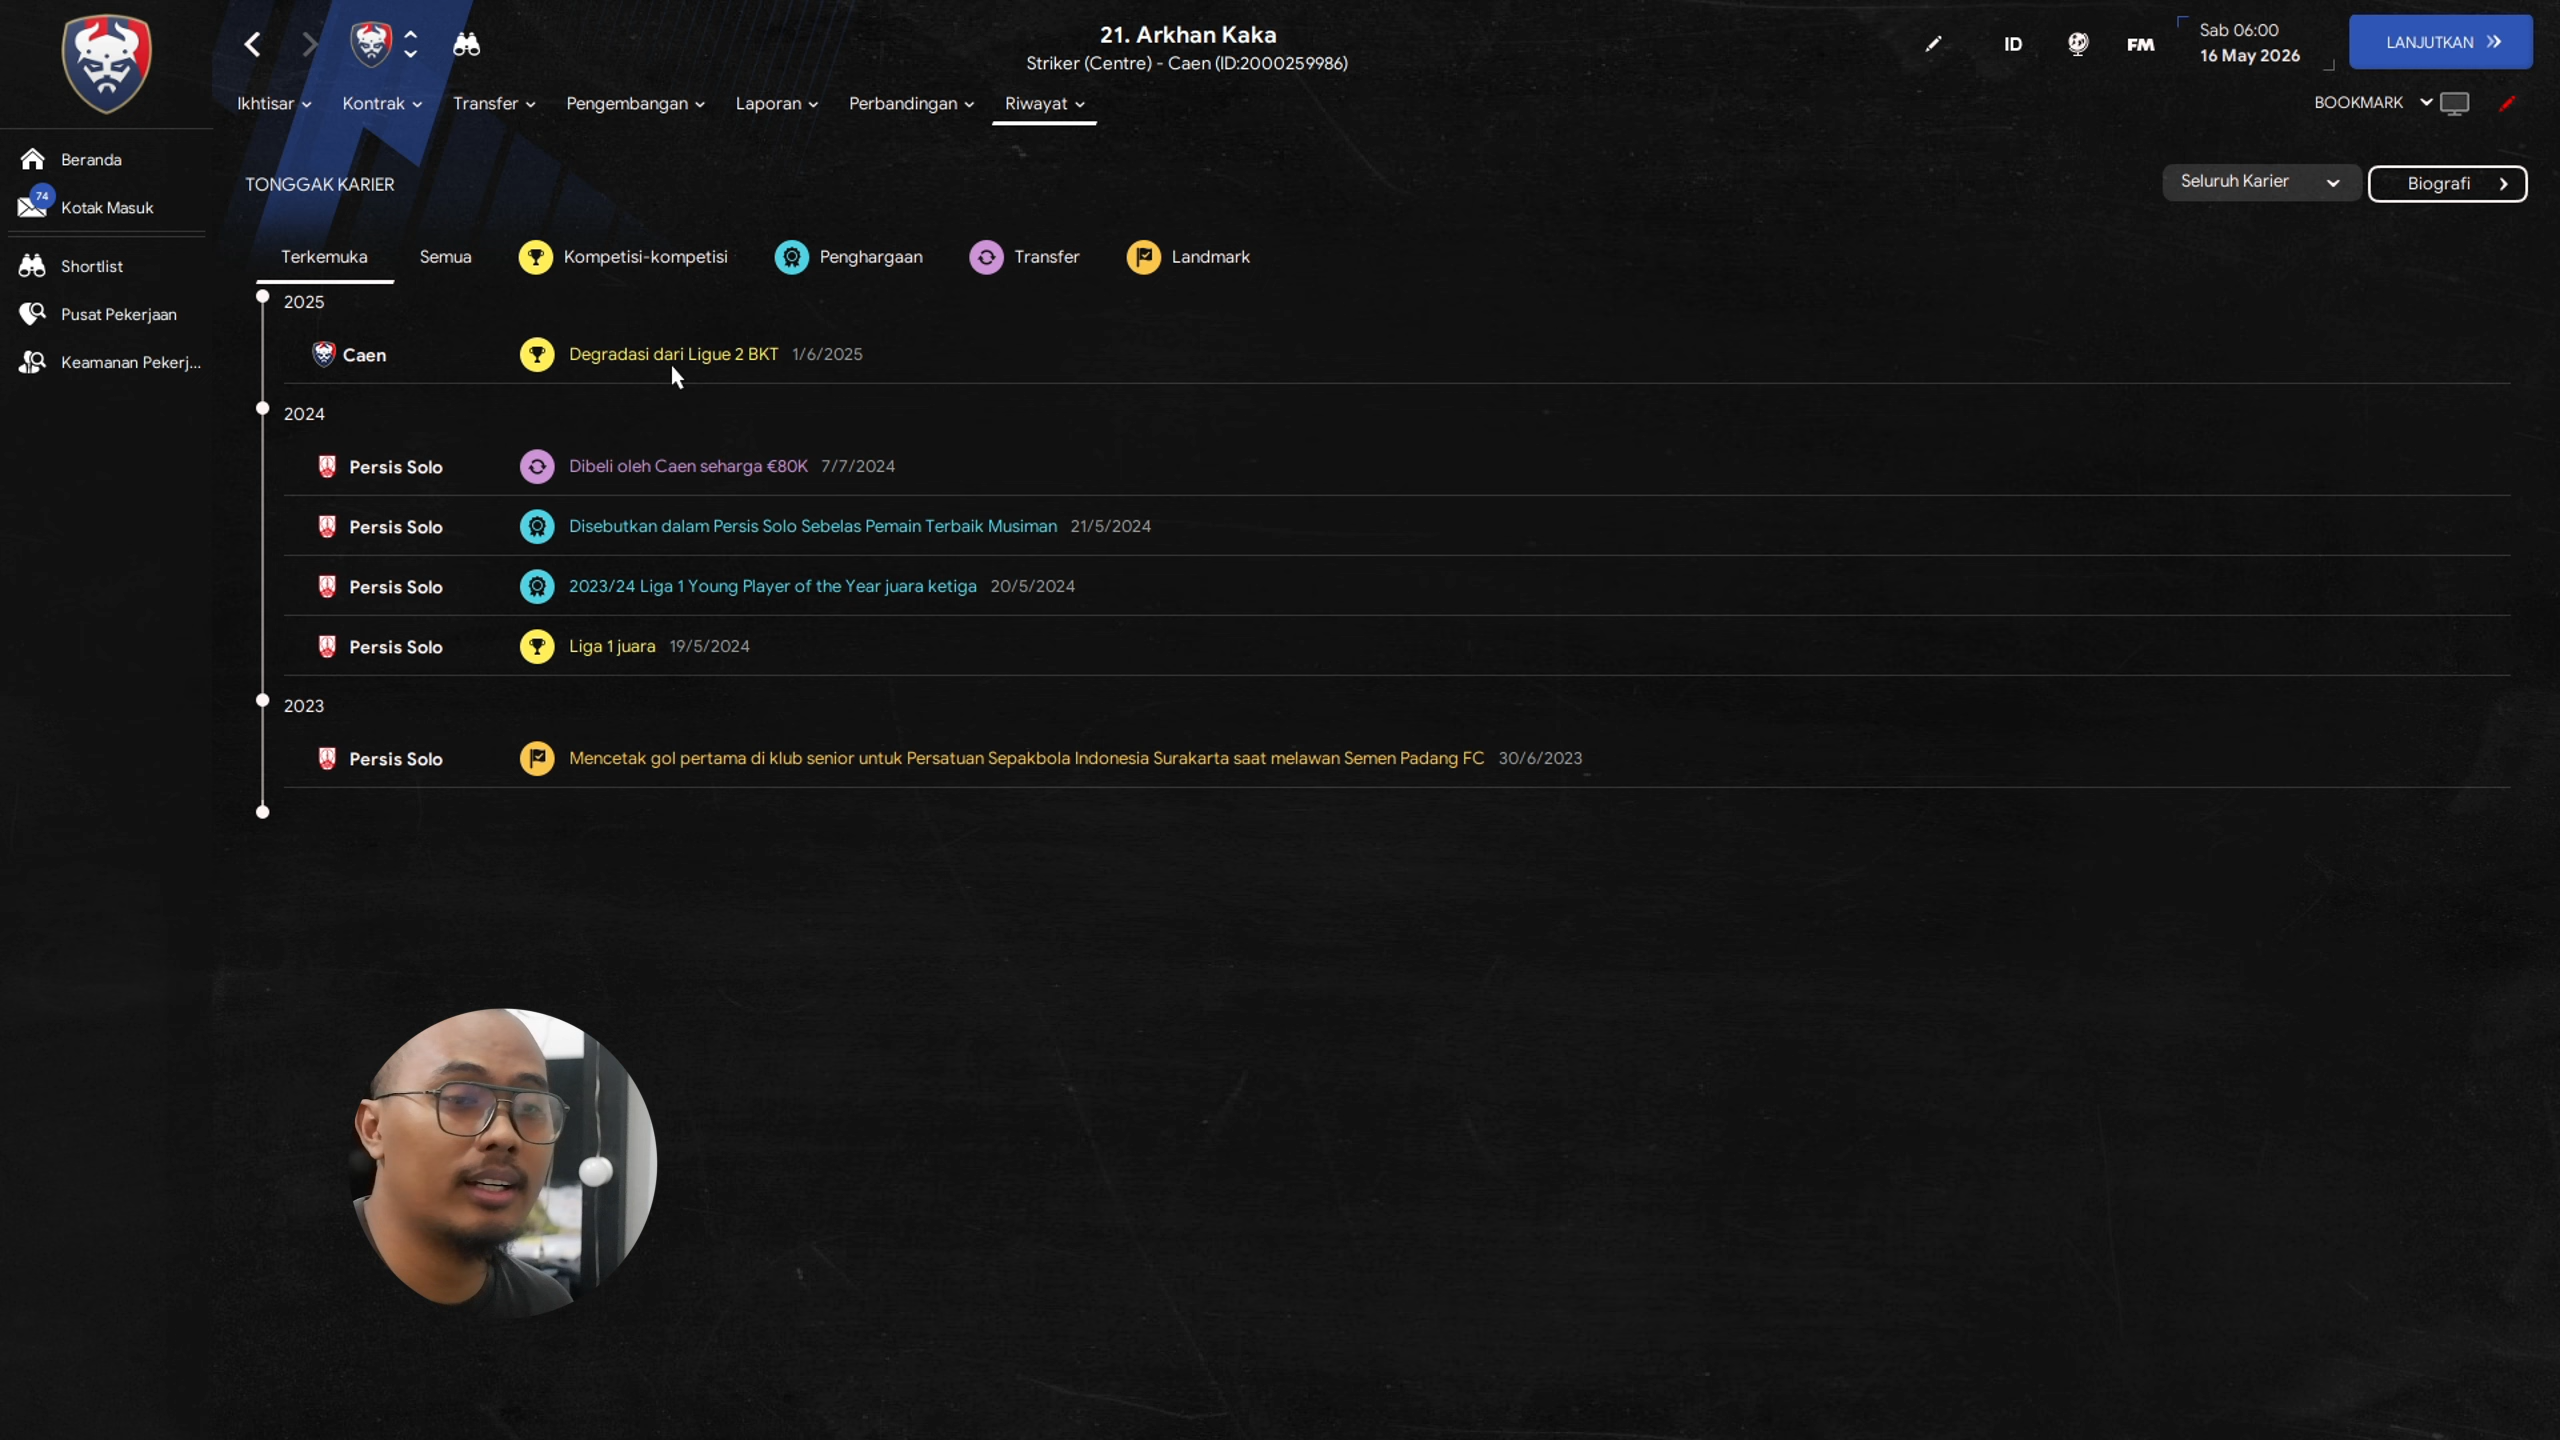 21. Arkhan Kaka
Striker (Centre) - Caen (ID:2000259986)
ID
FM
Sab 06:00
16 May 2026
LANJUTKAN
Ikhtisar
Kontrak
Transfer
Pengembangan
Laporan
Perbandingan
Riwayat
BOOKMARK
Beranda
74
Kotak Masuk
Shortlist
Pusat Pekerjaan
Keamanan Pekerj...
TONGGAK KARIER
Seluruh Karier
Biografi
Terkemuka
Semua
Kompetisi-kompetisi
Penghargaan
Transfer
Landmark
2025
Caen Degradasi dari Ligue 2 BKT 1/6/2025
2024
Persis Solo Dibeli oleh Caen seharga €80K 7/7/2024
Persis Solo Disebutkan dalam Persis Solo Sebelas Pemain Terbaik Musiman 21/5/2024
Persis Solo 2023/24 Liga 1 Young Player of the Year juara ketiga 20/5/2024
Persis Solo Liga 1 juara 19/5/2024
2023
Persis Solo Mencetak gol pertama di klub senior untuk Persatuan Sepakbola Indonesia Surakarta saat melawan Semen Padang FC 30/6/2023